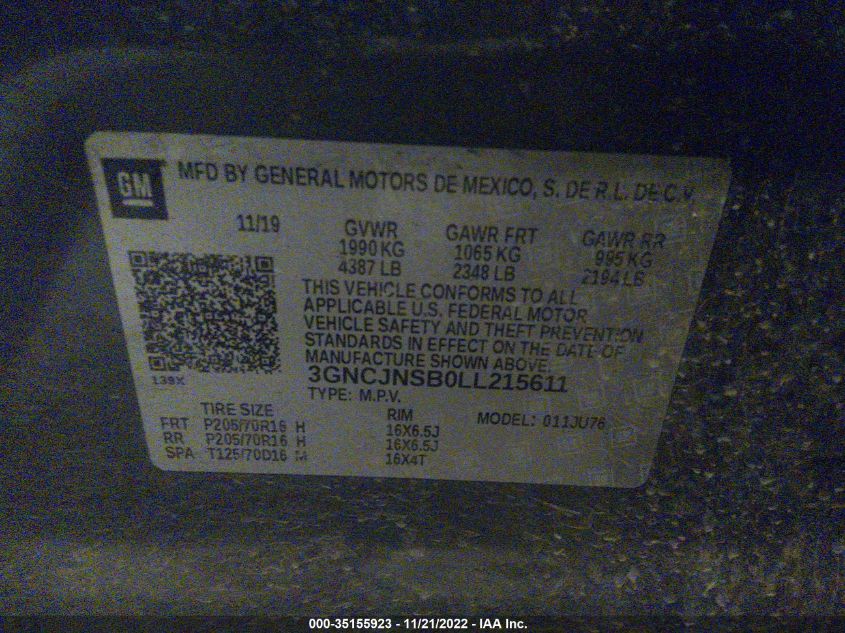 GM
MFD BY GENERAL MOTORS DE MEXICO, S. DE R.L. DE C.V.
11/19 GVWR GAWR FRT GAWR RR
1990 KG 1065 KG 995 KG
4387 LB 2348 LB 2194 LB
THIS VEHICLE CONFORMS TO ALL
APPLICABLE U.S. FEDERAL MOTOR
VEHICLE SAFETY AND THEFT PREVENTION
STANDARDS IN EFFECT ON THE DATE OF
MANUFACTURE SHOWN ABOVE.
139X
3GNCJNSB0LL215611
TYPE: M.P.V.
TIRE SIZE RIM MODEL: 011JU76
FRT P205/70R16 H 16X6.5J
RR P205/70R16 H 16X6.5J
SPA T125/70D16 M 16X4T
000-35155923 - 11/21/2022 - IAA Inc.